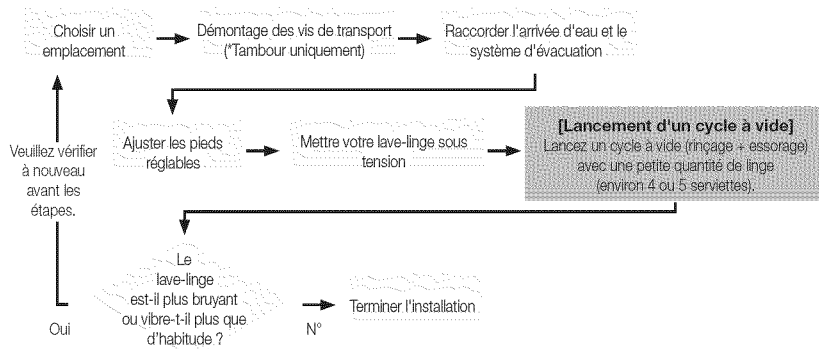 Choisir un
emplacement
Démontage des vis de transport
(*Tambour uniquement)
Raccorder l'arrivée d'eau et le
système d'évacuation
Ajuster les pieds
réglables
Mettre votre lave-linge sous
tension
[Lancement d'un cycle à vide]
Lancez un cycle à vide (rinçage + essorage)
avec une petite quantité de linge
(environ 4 ou 5 serviettes).
Veuillez vérifier
à nouveau
avant les
étapes.
Le
lave-linge
est-il plus bruyant
ou vibre-t-il plus que
d'habitude ?
Oui
N°
Terminer l'installation